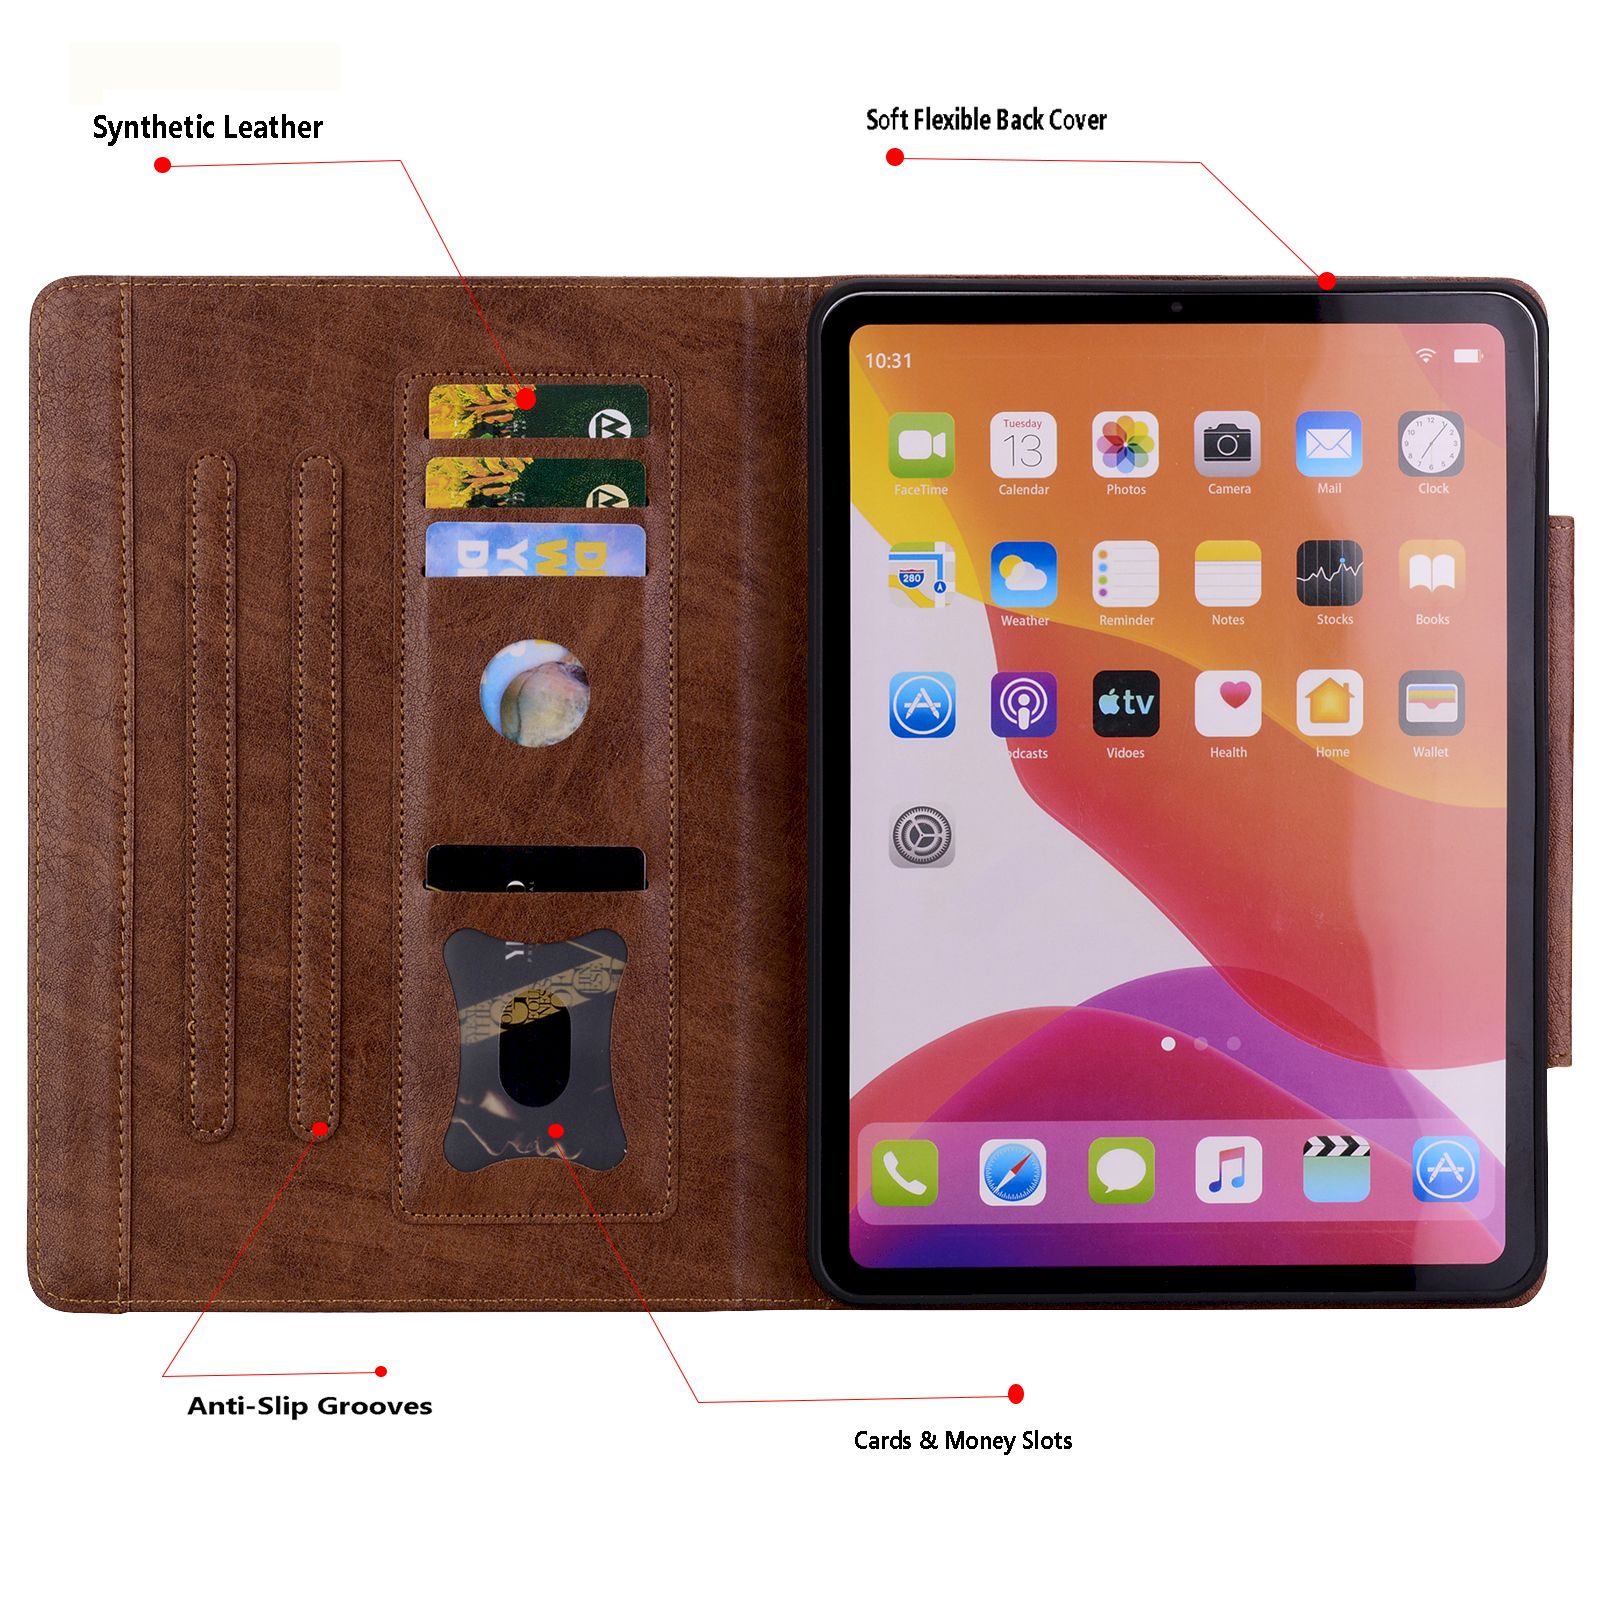 Synthetic Leather
Soft Flexible Back Cover
10:31
Tuesday
13
FaceTime
Calendar
Photos
Camera
Mail
Clock
280
Weather
Reminder
Notes
Stocks
Books
tv
odcasts
Vidoes
Health
Home
Wallet
Anti-Slip Grooves
Cards & Money Slots